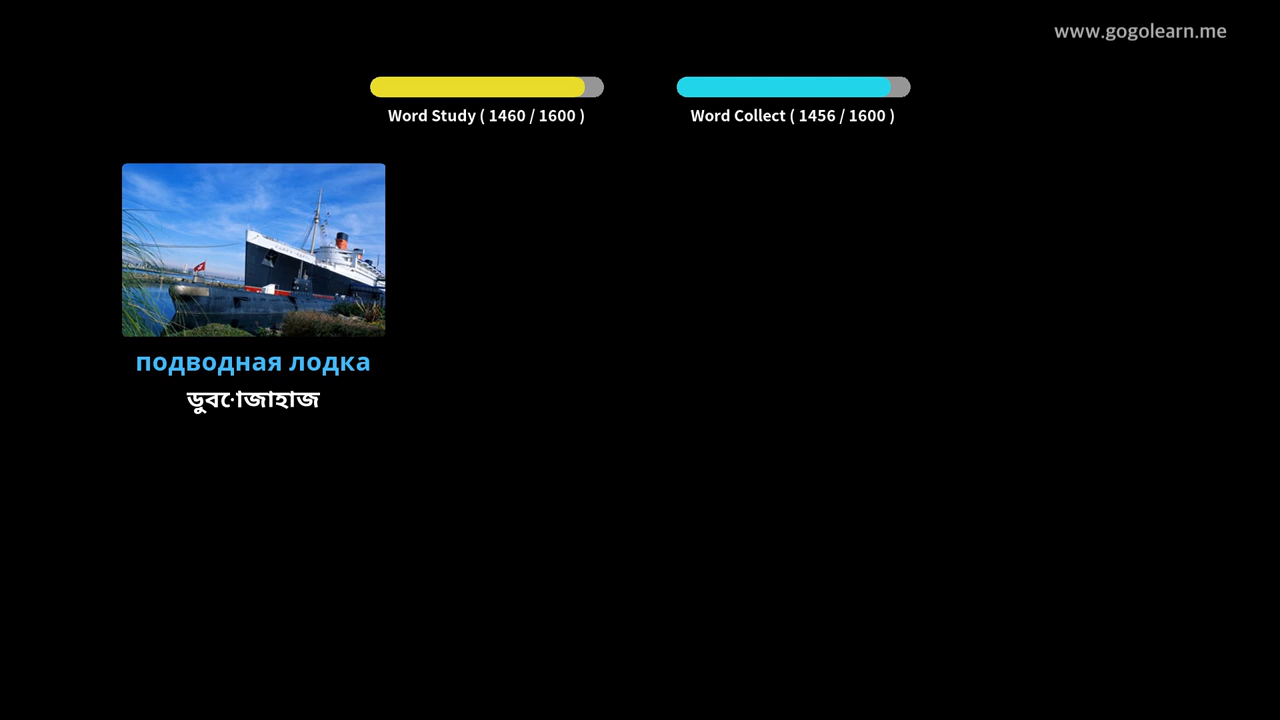 www.gogolearn.me
Word Study ( 1460 / 1600 )
Word Collect ( 1456 / 1600 )
подводная лодка
ডুবোজাহাজ